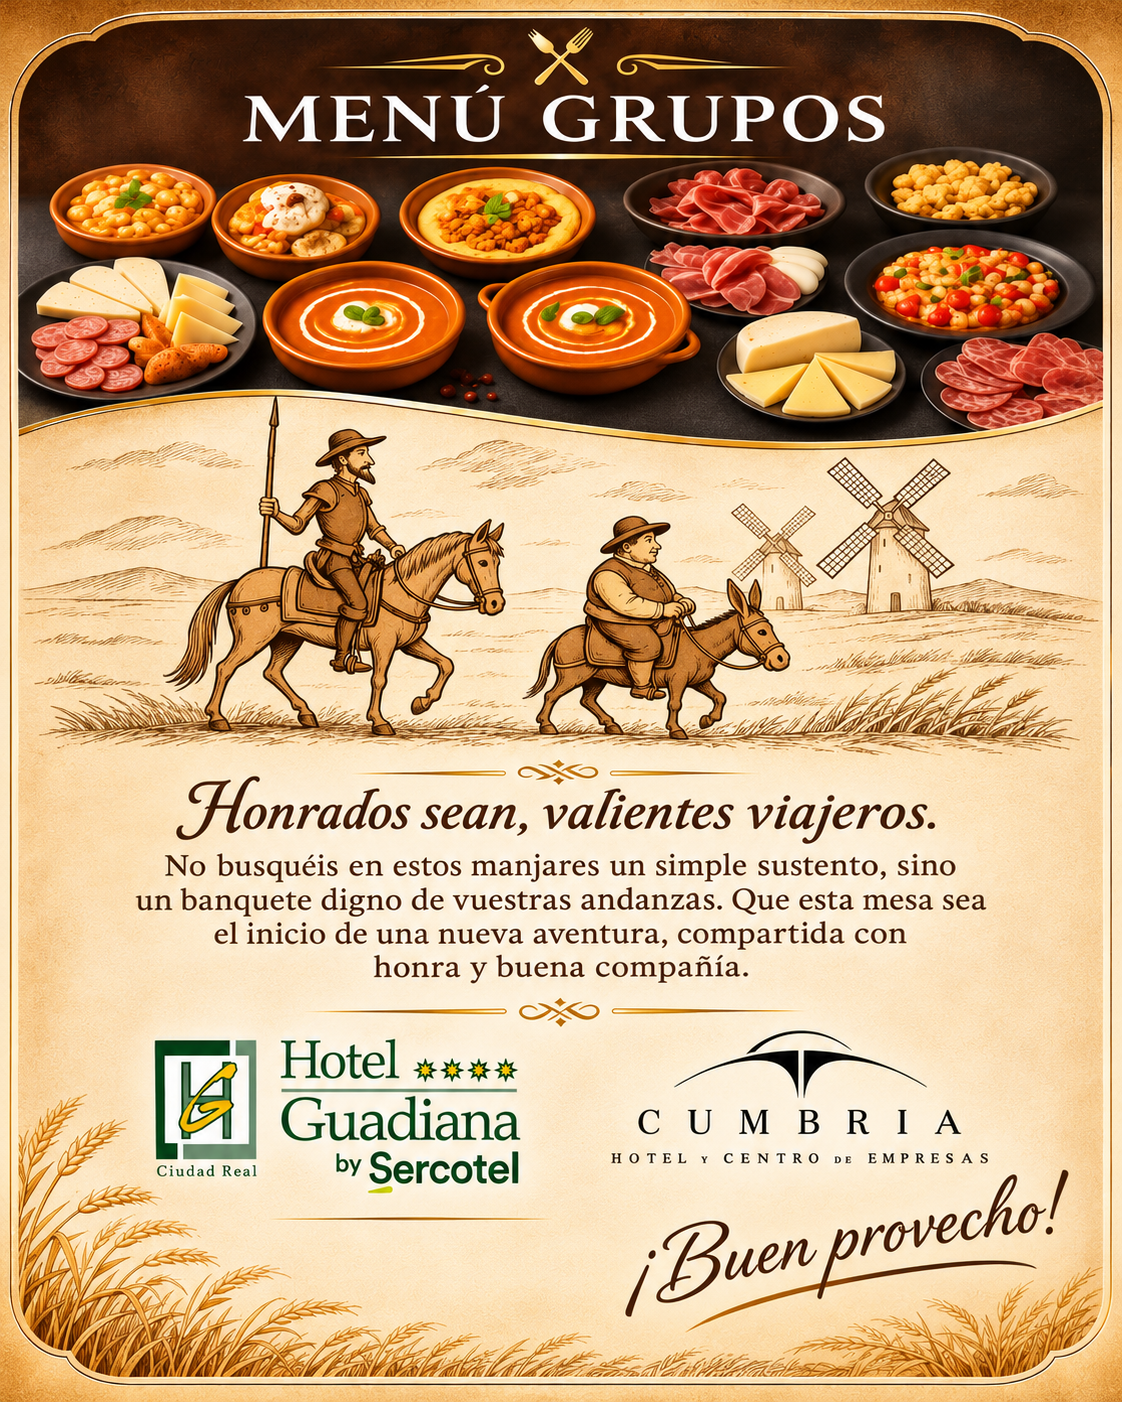 MENÚ GRUPOS
Honrados sean, valientes viajeros.
No busquéis en estos manjares un simple sustento, sino
un banquete digno de vuestras andanzas. Que esta mesa sea
el inicio de una nueva aventura, compartida con
honra y buena compañía.
Hotel
Guadiana
by Sercotel
Ciudad Real
CUMBRIA
HOTEL Y CENTRO DE EMPRESAS
¡Buen provecho!